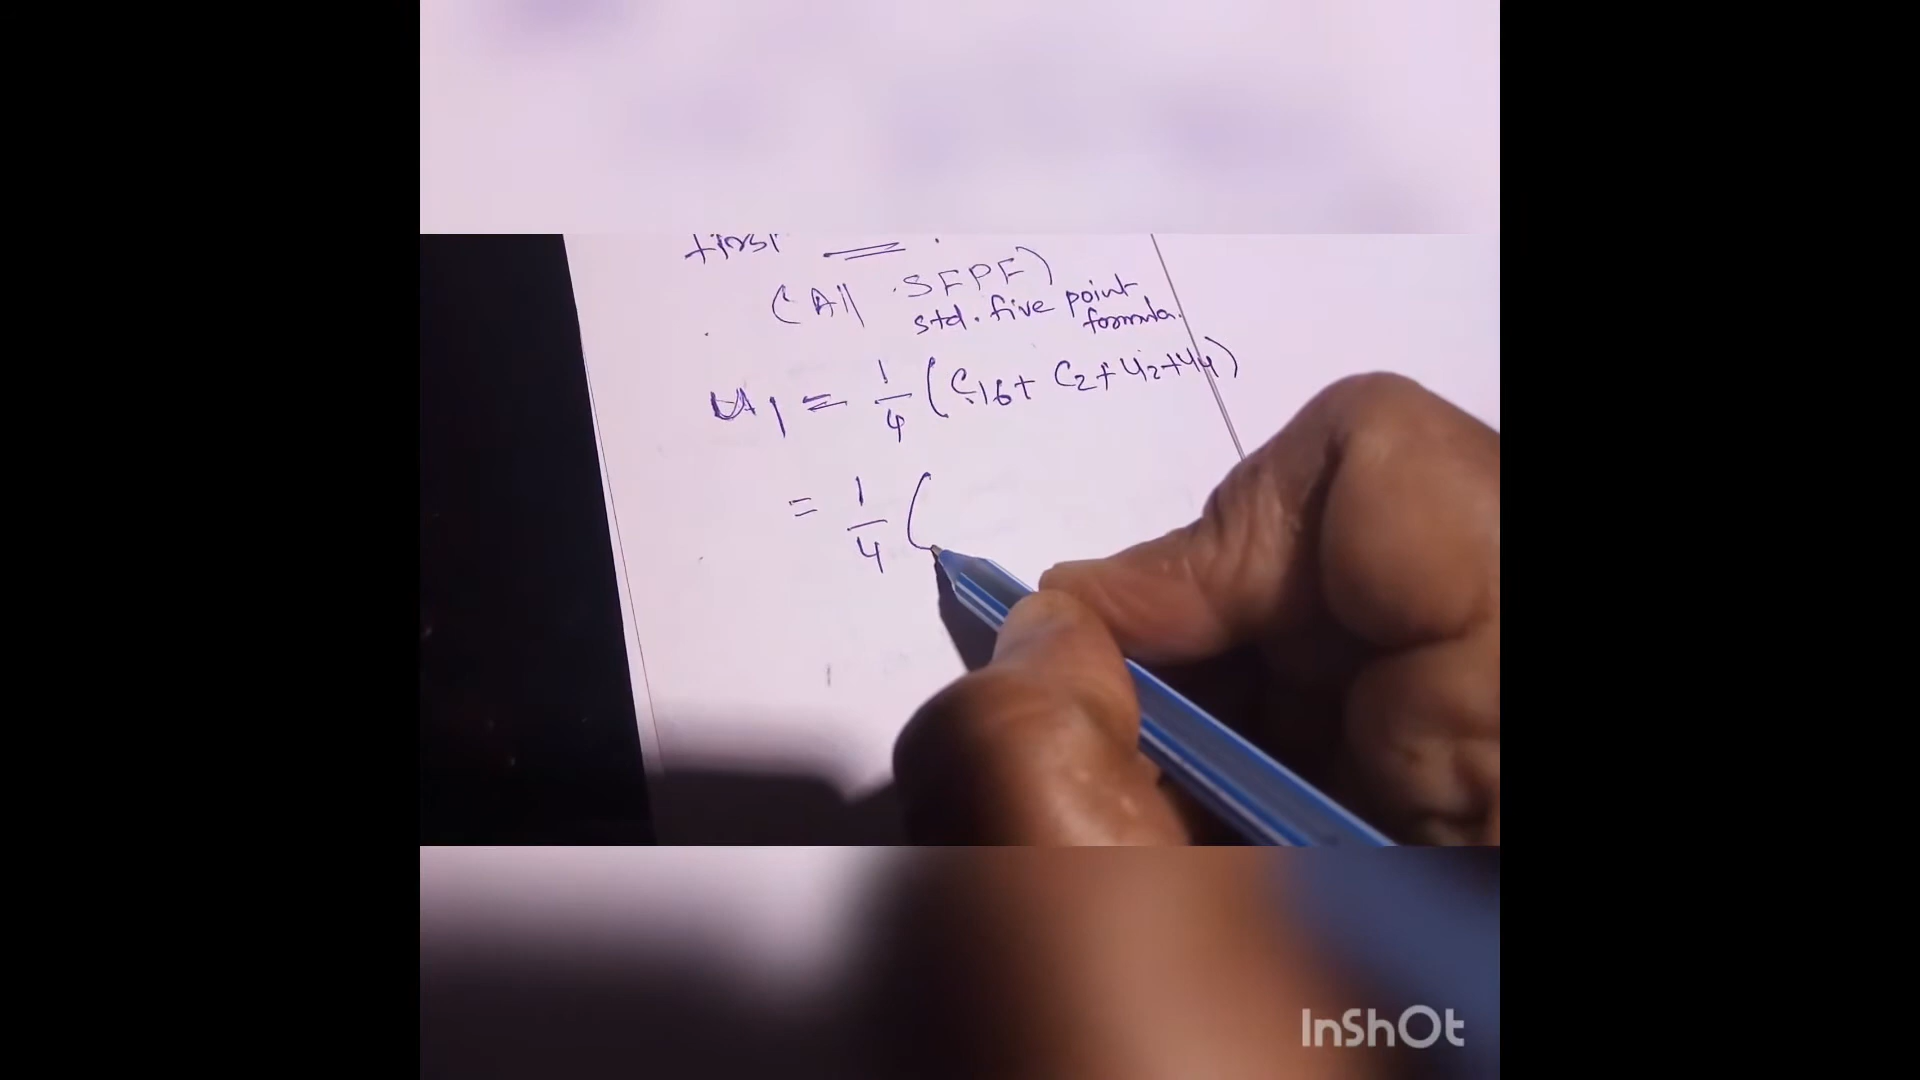 first
(All SFPF)
std. five point
formula.
u1 = 1/4 (C16 + C2 + u2 + u4)
= 1/4 (
InShOt